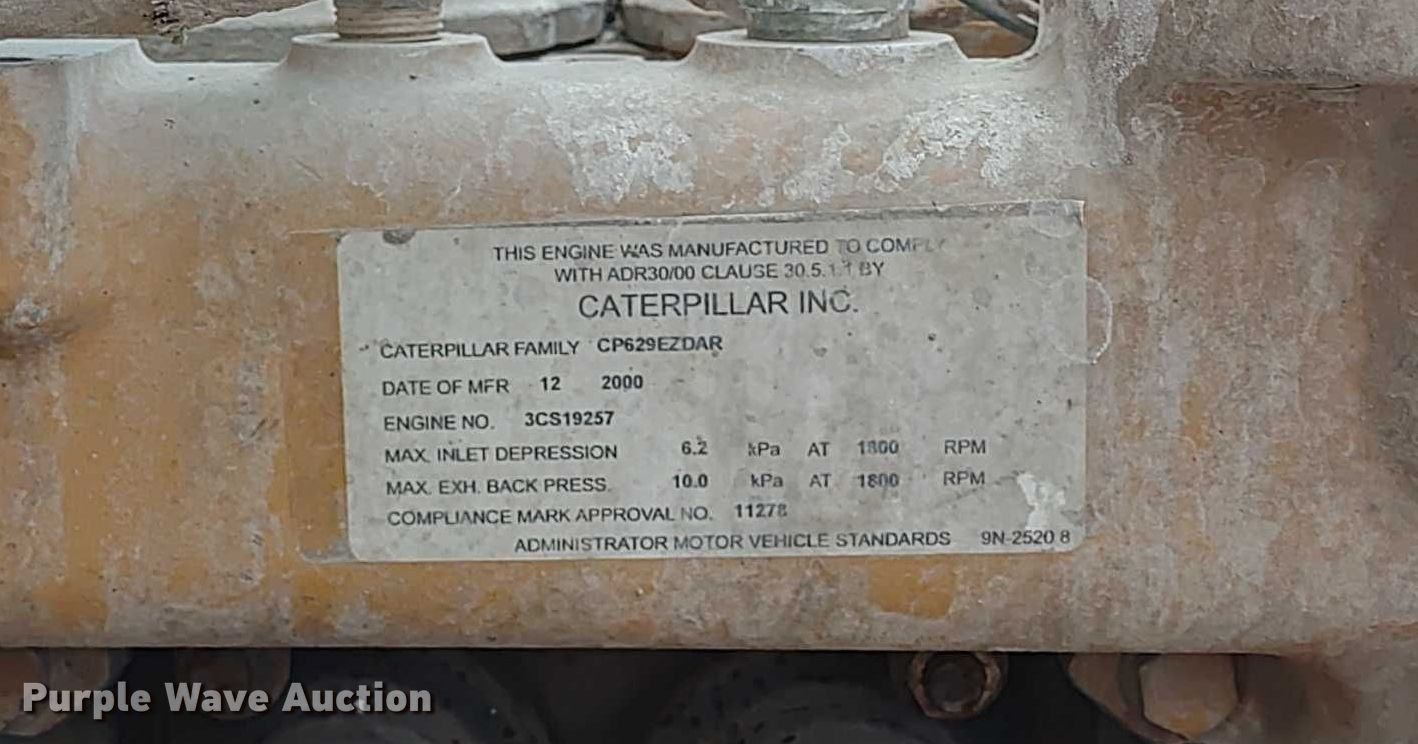 THIS ENGINE WAS MANUFACTURED TO COMPLY
WITH ADR30/00 CLAUSE 30.5.1.1 BY
CATERPILLAR INC.
CATERPILLAR FAMILY CP629EZDAR
DATE OF MFR 12 2000
ENGINE NO. 3CS19257
MAX. INLET DEPRESSION 6.2 kPa AT 1800 RPM
MAX. EXH. BACK PRESS. 10.0 kPa AT 1800 RPM
COMPLIANCE MARK APPROVAL NO. 11278
ADMINISTRATOR MOTOR VEHICLE STANDARDS 9N-2520 8
Purple Wave Auction